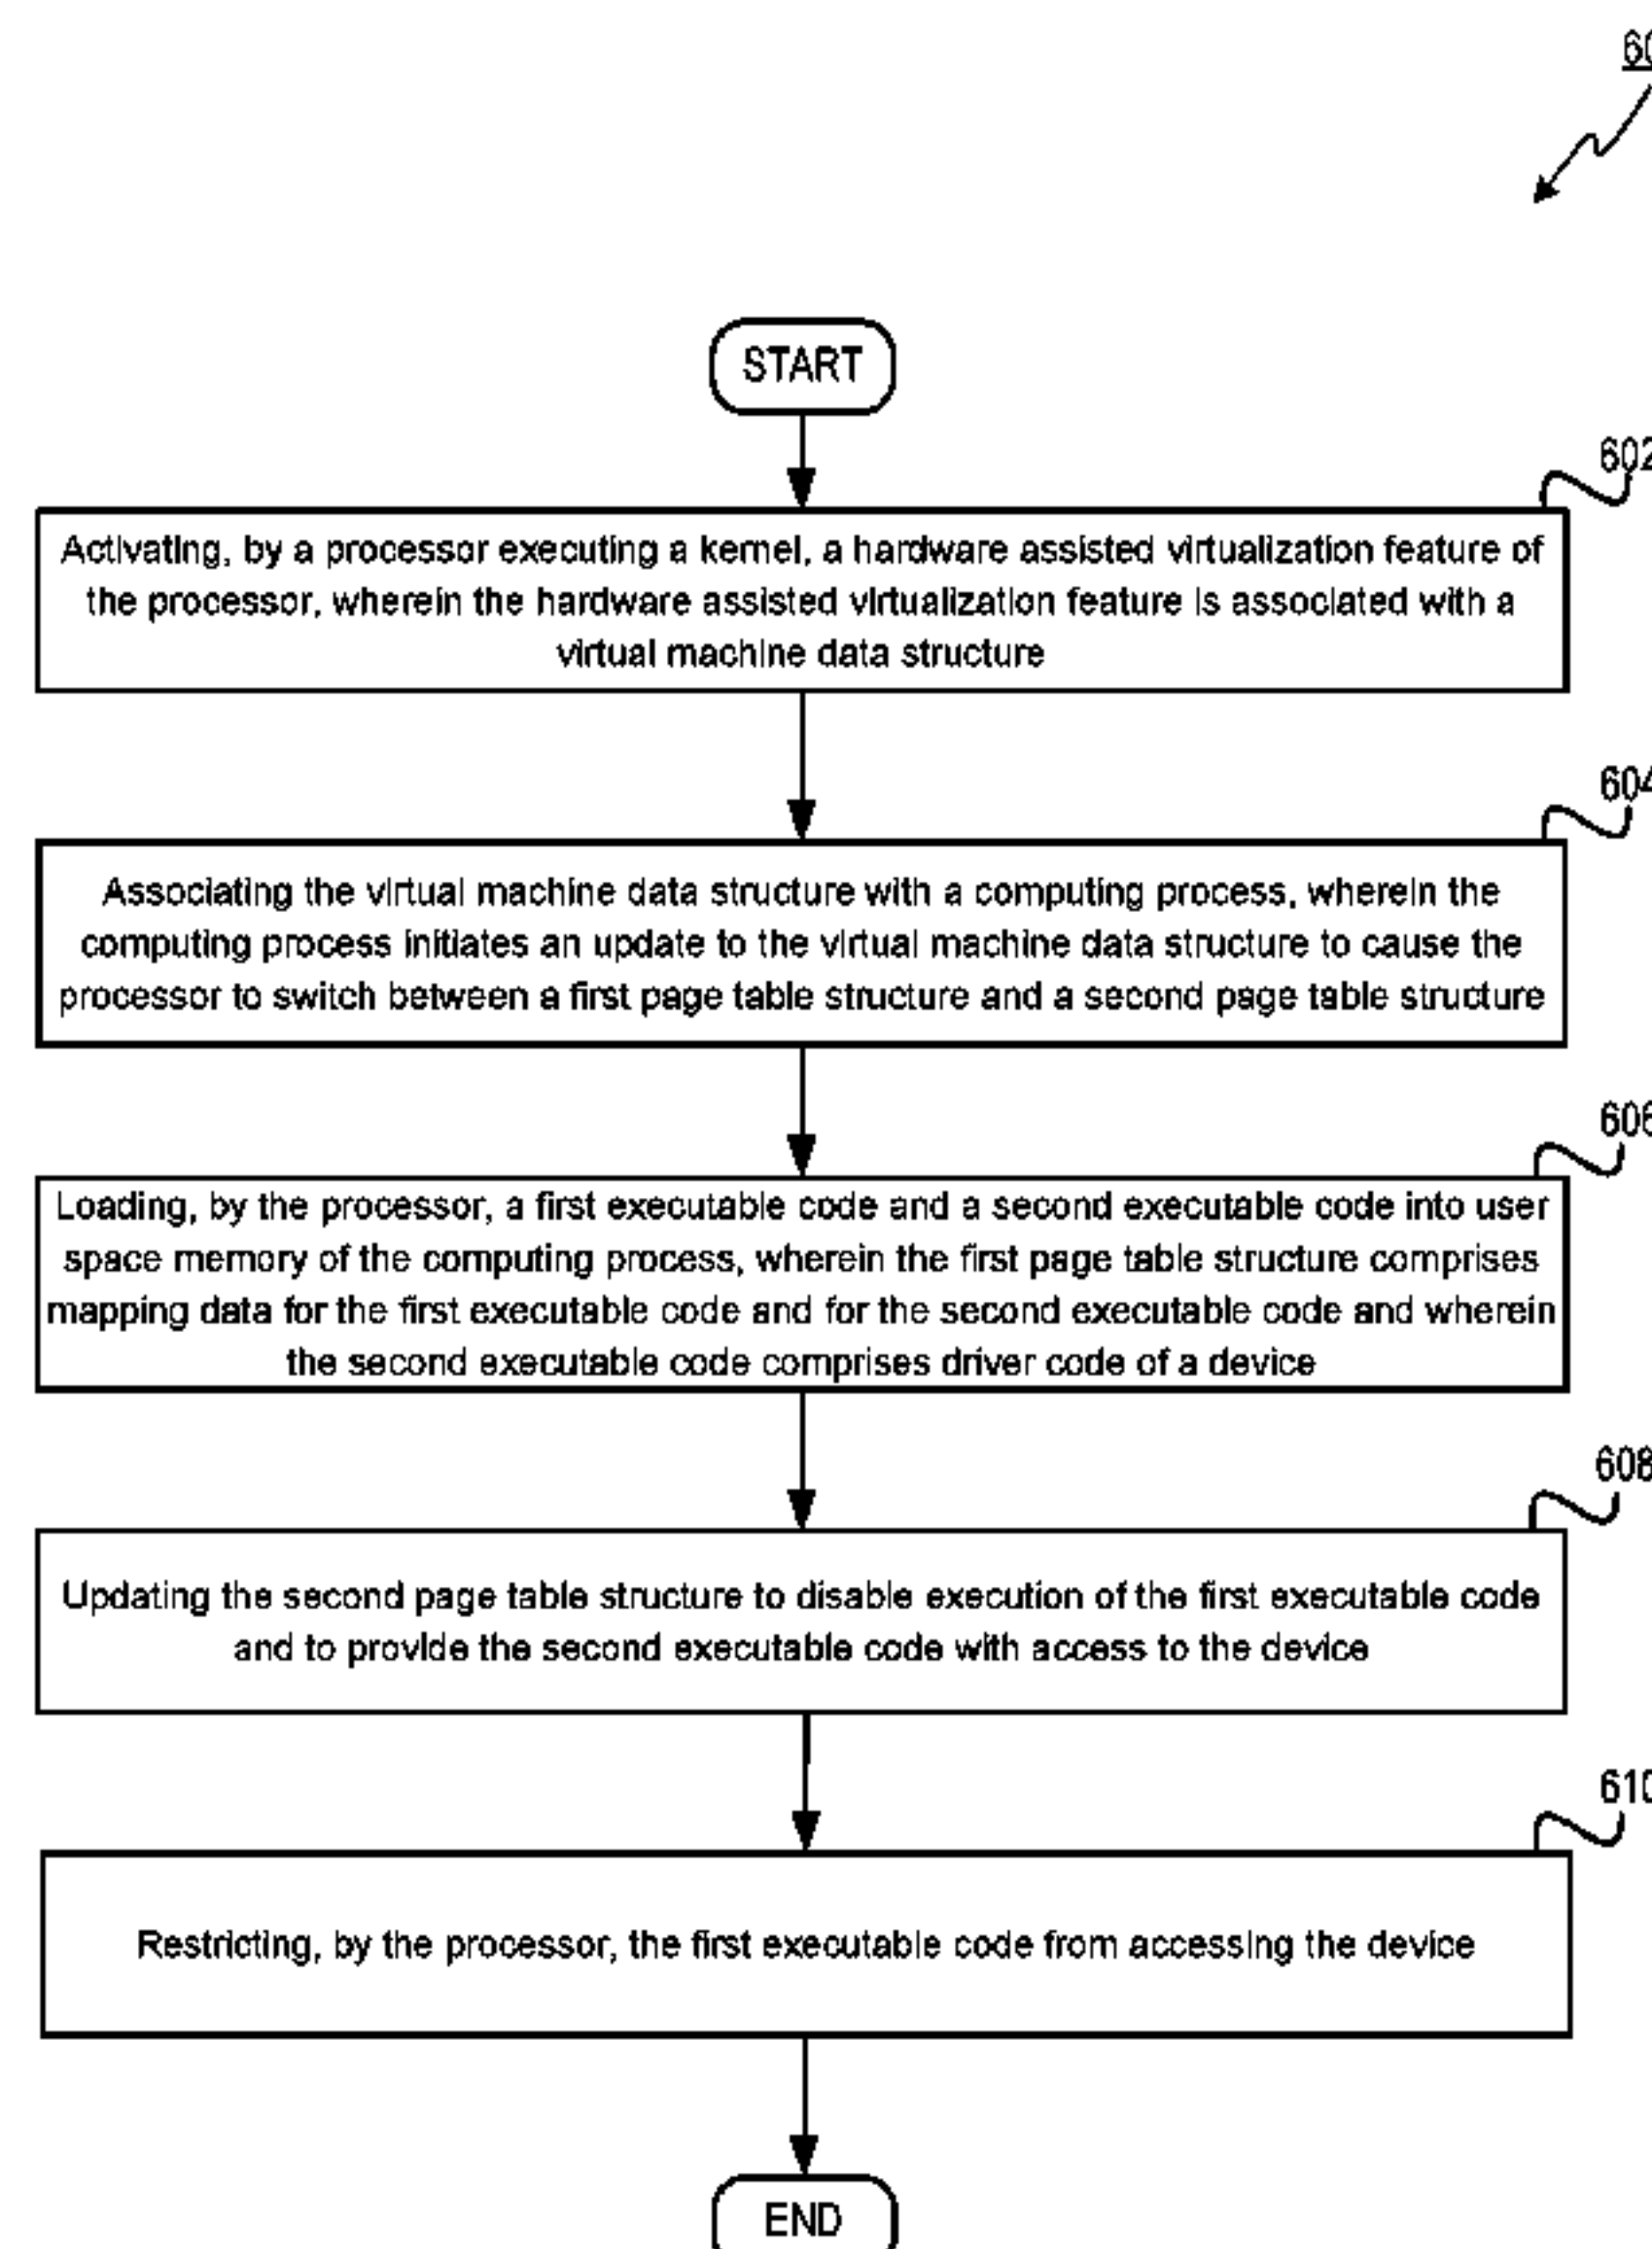 60
START
602
Activating, by a processor executing a kernel, a hardware assisted virtualization feature of
the processor, wherein the hardware assisted virtualization feature is associated with a
virtual machine data structure
604
Associating the virtual machine data structure with a computing process, wherein the
computing process initiates an update to the virtual machine data structure to cause the
processor to switch between a first page table structure and a second page table structure
606
Loading, by the processor, a first executable code and a second executable code into user
space memory of the computing process, wherein the first page table structure comprises
mapping data for the first executable code and for the second executable code and wherein
the second executable code comprises driver code of a device
608
Updating the second page table structure to disable execution of the first executable code
and to provide the second executable code with access to the device
610
Restricting, by the processor, the first executable code from accessing the device
END